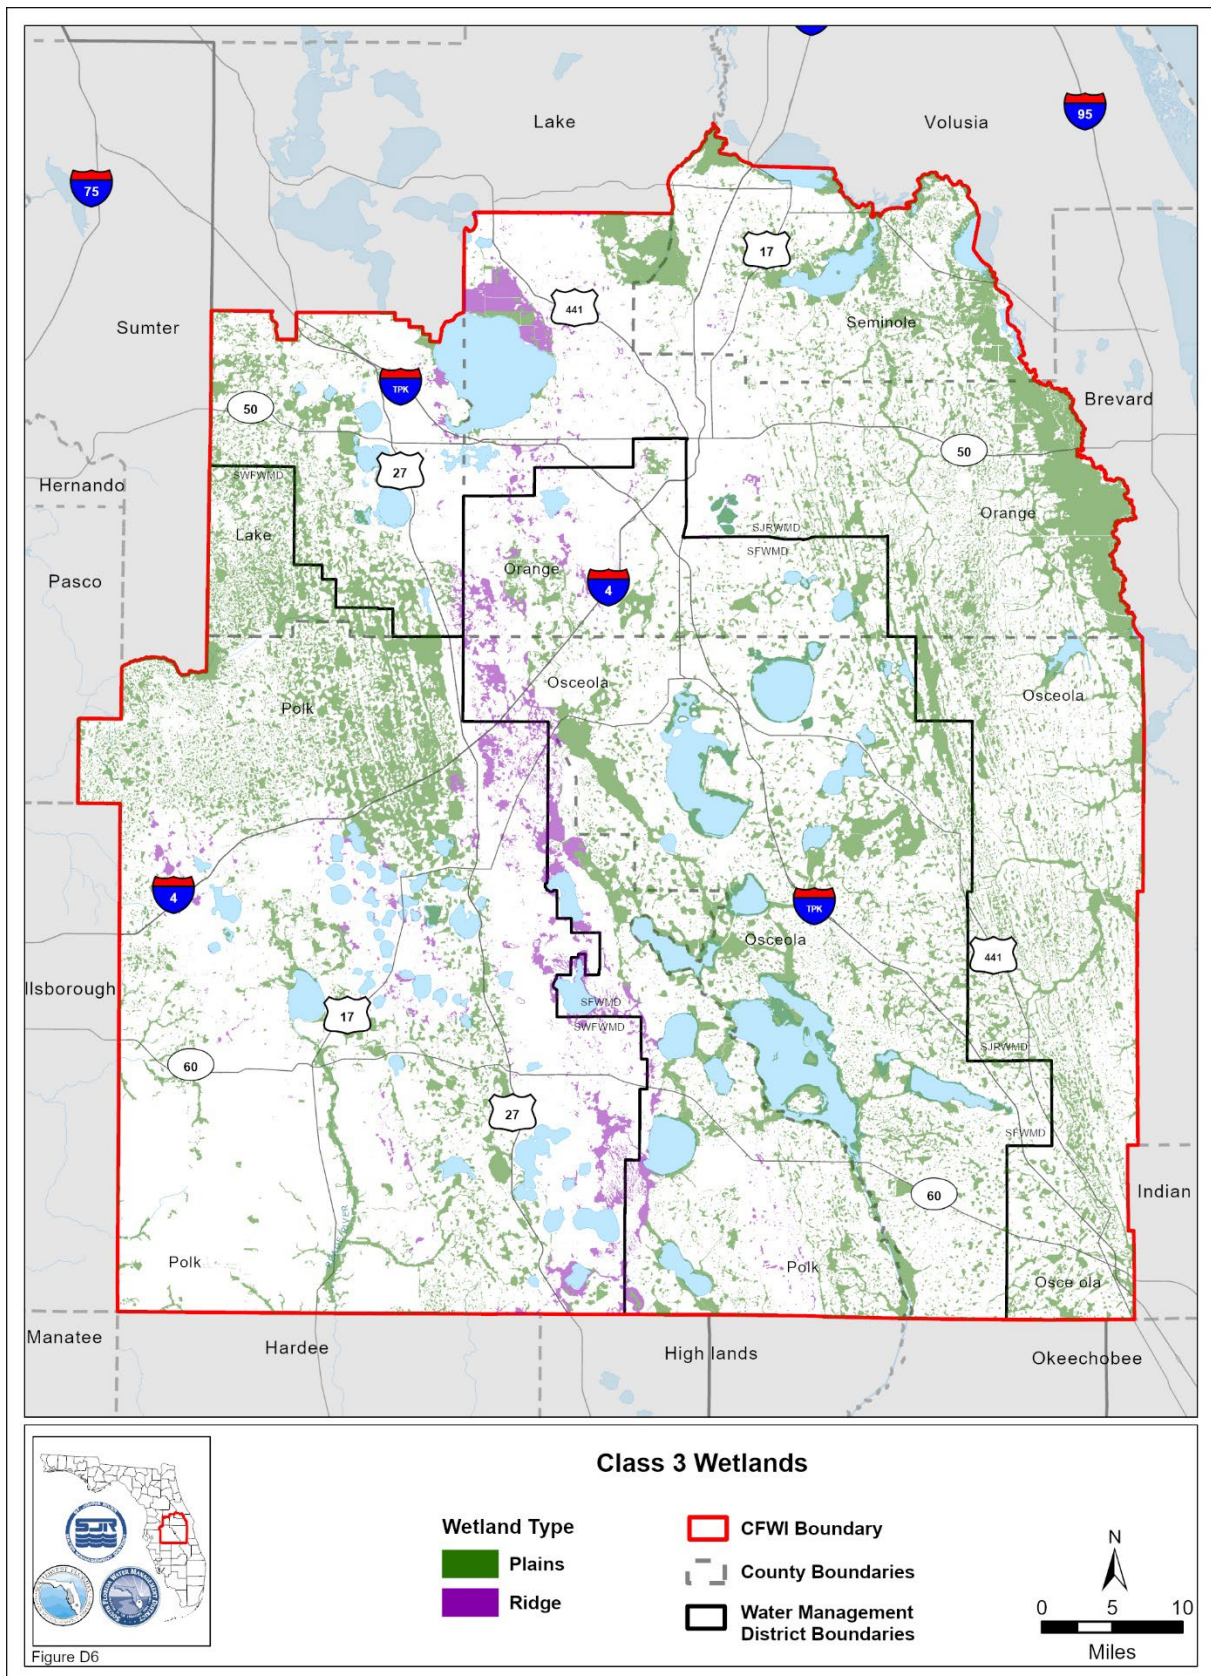 Lake
Volusia
95
75
17
441
Sumter
Seminole
TPK
Brevard
50
27
50
Hernando
SWFWMD
Lake
Orange
SJRWMD
SFWMD
Pasco
Orange
4
Osceola
Osceola
Polk
4
TPK
Osceola
441
llsborough
17
SFWMD
SWFWMD
SJRWMD
60
27
SFWMD
60
Indian
Polk
Polk
Osce ola
Manatee
Hardee
High lands
Okeechobee
Class 3 Wetlands
Wetland Type
Plains
Ridge
CFWI Boundary
County Boundaries
Water Management
District Boundaries
N
0 5 10
Miles
SJR
Figure D6